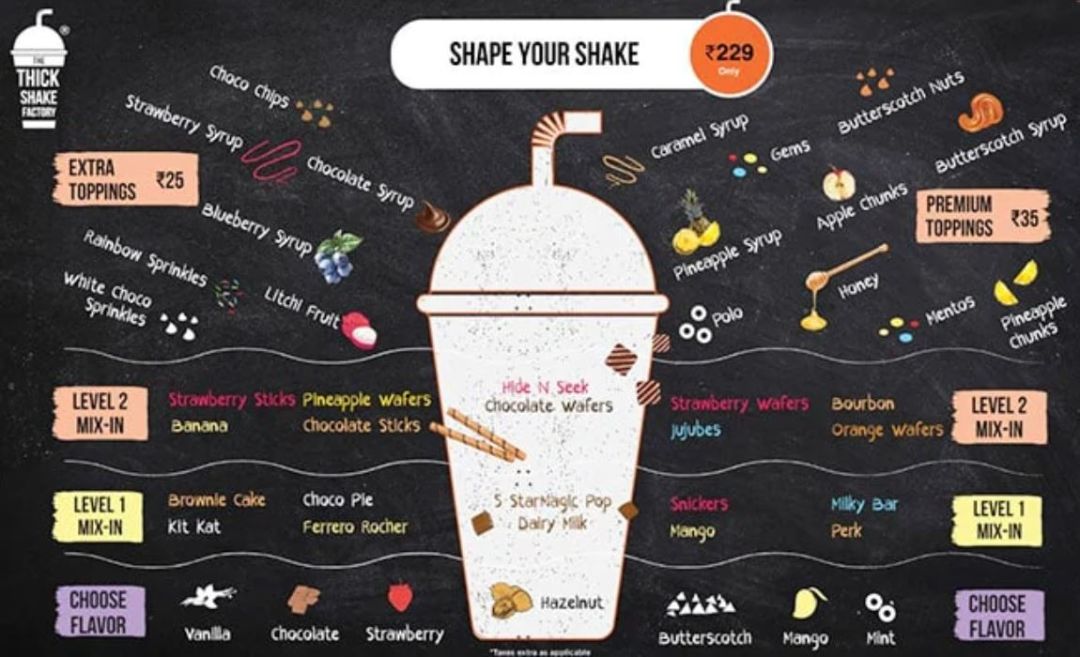 THE
THICK
SHAKE
FACTORY
®
SHAPE YOUR SHAKE
₹229
Only
Choco Chips
Strawberry Syrup
Chocolate Syrup
EXTRA
TOPPINGS ₹25
Blueberry Syrup
Rainbow Sprinkles
Litchi Fruit
White Choco
Sprinkles
Caramel Syrup
Gems
Butterscotch Nuts
Butterscotch Syrup
Apple Chunks
PREMIUM
TOPPINGS ₹35
Pineapple Syrup
Honey
Polo
Mentos
Pineapple
Chunks
LEVEL 2
MIX-IN
Strawberry Sticks Pineapple Wafers
Banana Chocolate Sticks
Hide N Seek
Chocolate Wafers
Strawberry Wafers Bourbon
Jujubes Orange Wafers
LEVEL 2
MIX-IN
LEVEL 1
MIX-IN
Brownie Cake Choco Pie
Kit Kat Ferrero Rocher
5 StarMagic Pop
Dairy Milk
Snickers Milky Bar
Mango Perk
LEVEL 1
MIX-IN
CHOOSE
FLAVOR
Vanilla Chocolate Strawberry
Hazelnut
Butterscotch Mango Mint
CHOOSE
FLAVOR
*Taxes extra as applicable